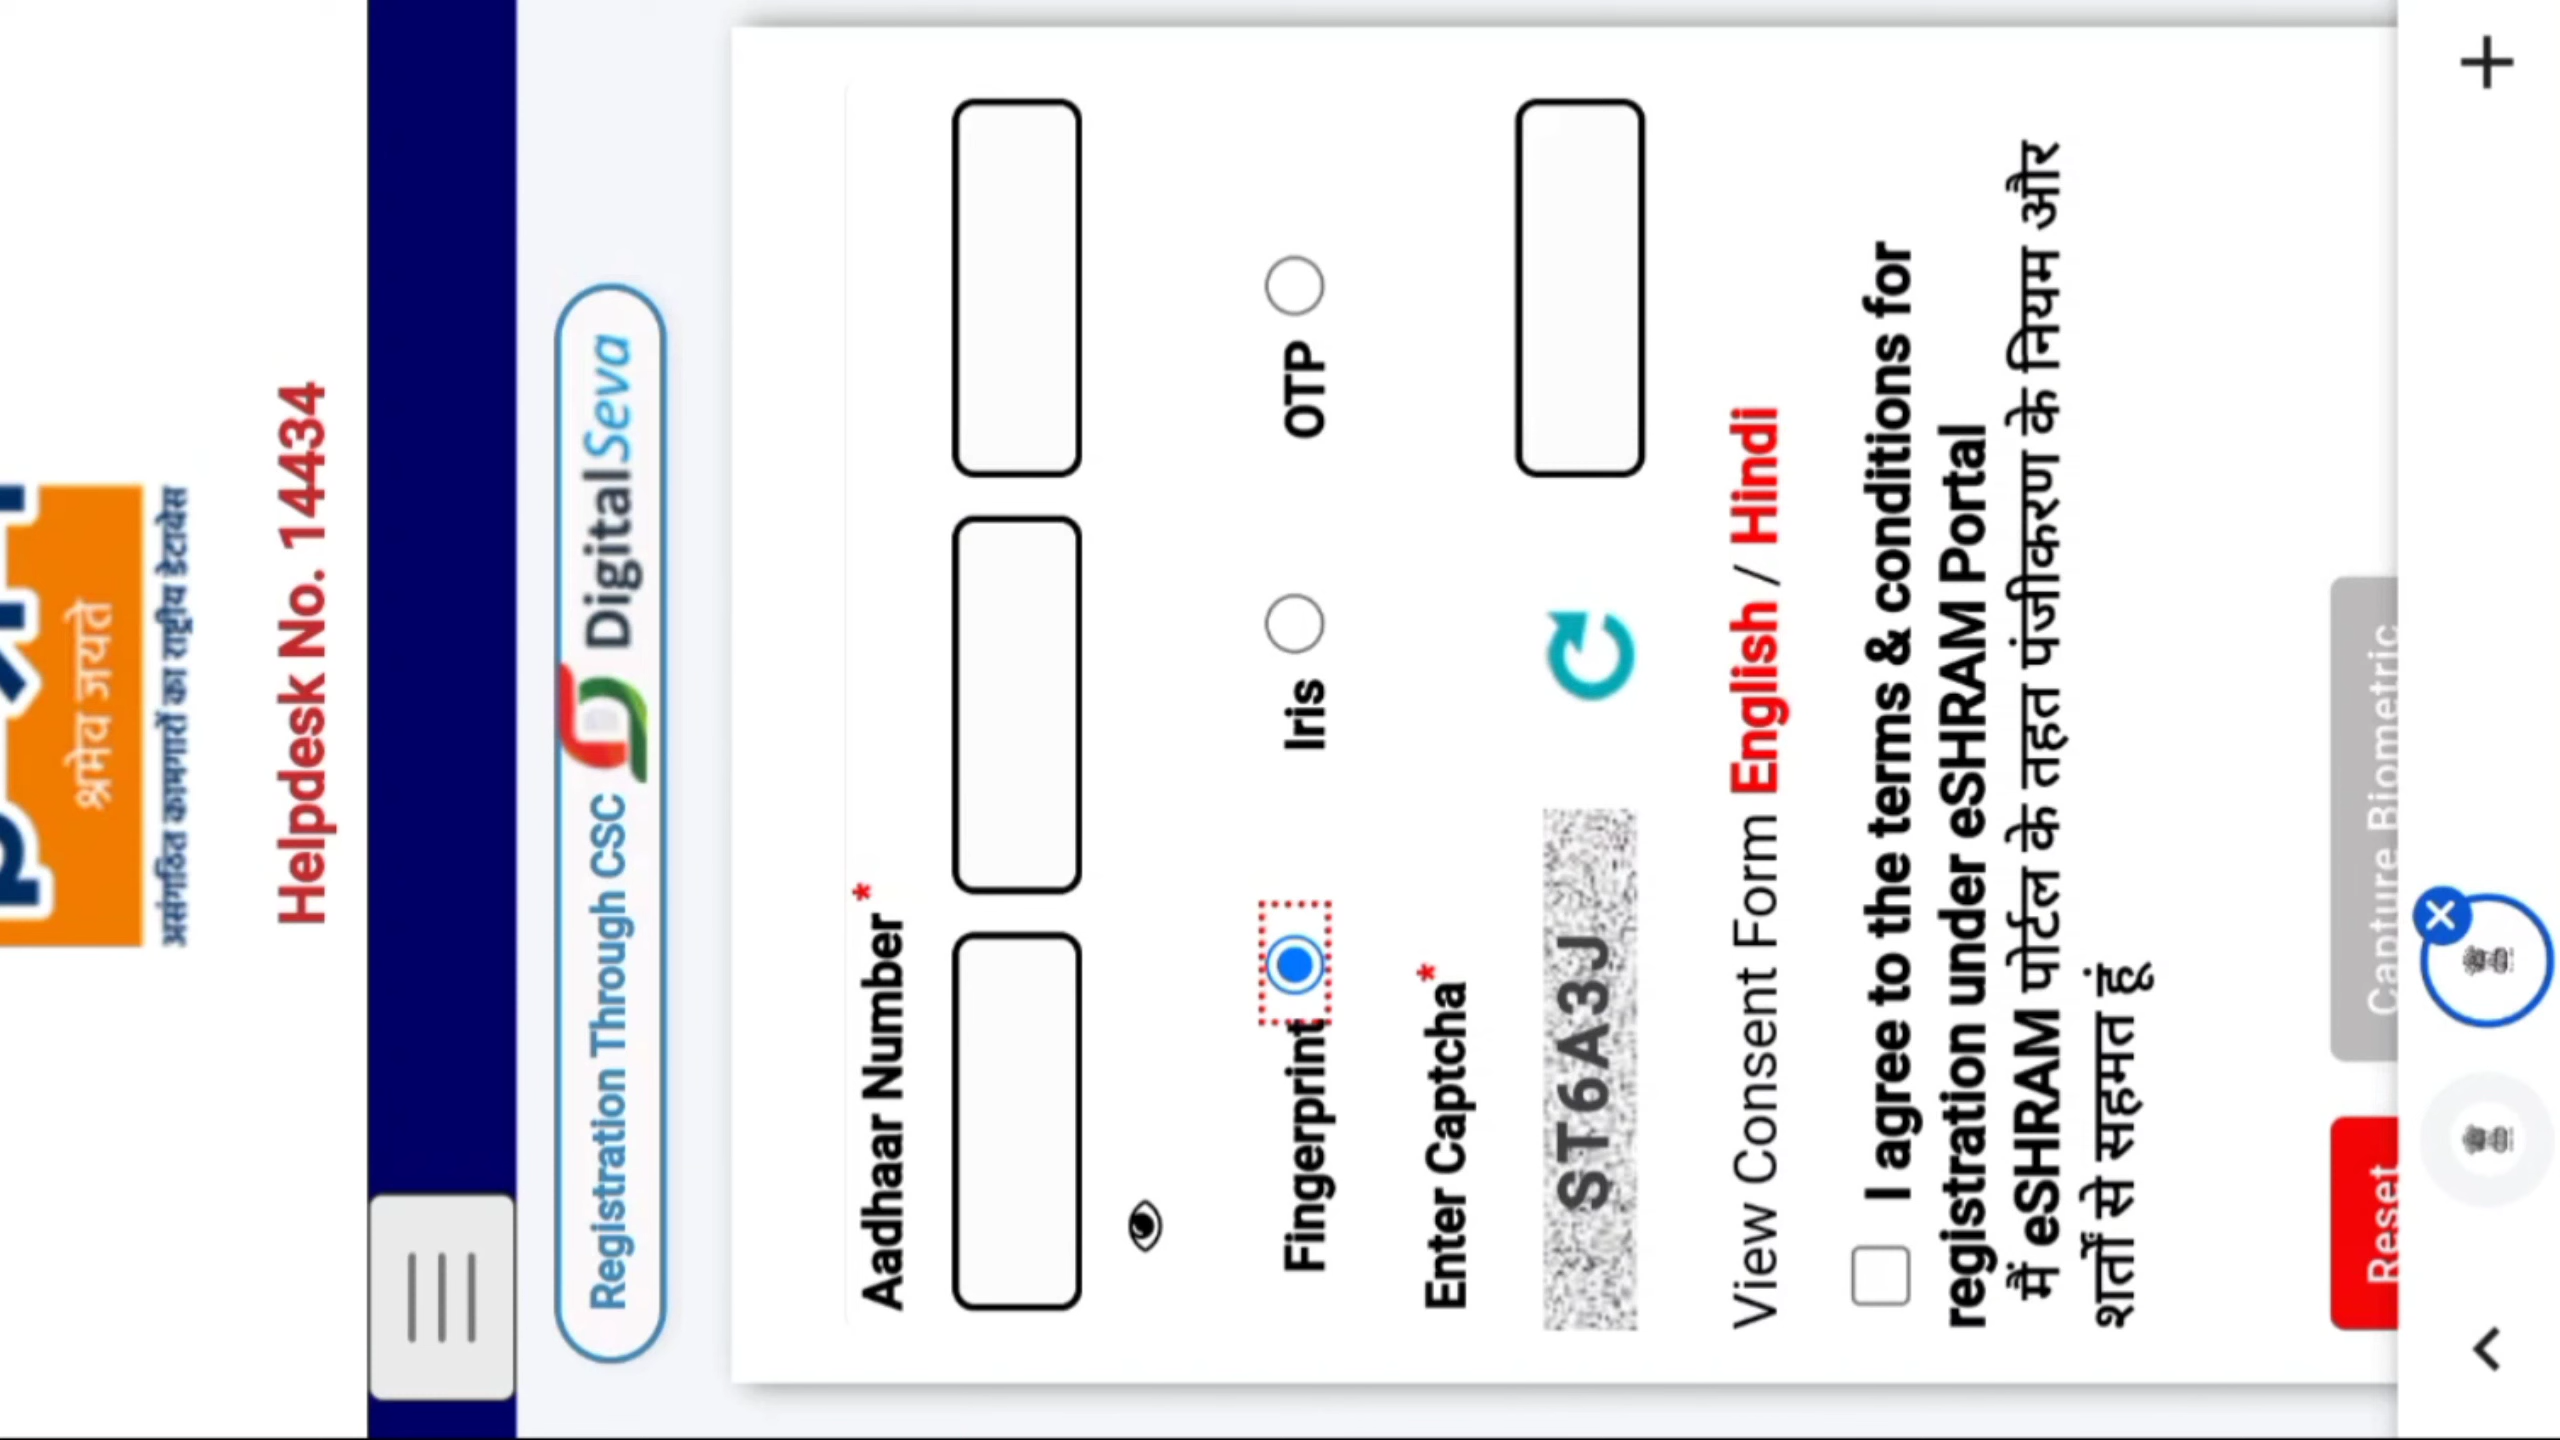 श्रमेव जयते
असंगठित कामगारों का राष्ट्रीय डेटाबेस
Helpdesk No. 14434
Registration Through CSC DigitalSeva
Aadhaar Number*
Fingerprint Iris OTP
Enter Captcha*
ST6A3J
View Consent Form English / Hindi
I agree to the terms & conditions for
registration under eSHRAM Portal
मैं eSHRAM पोर्टल के तहत पंजीकरण के नियम और
शर्तों से सहमत हूं
Reset Capture Biometric